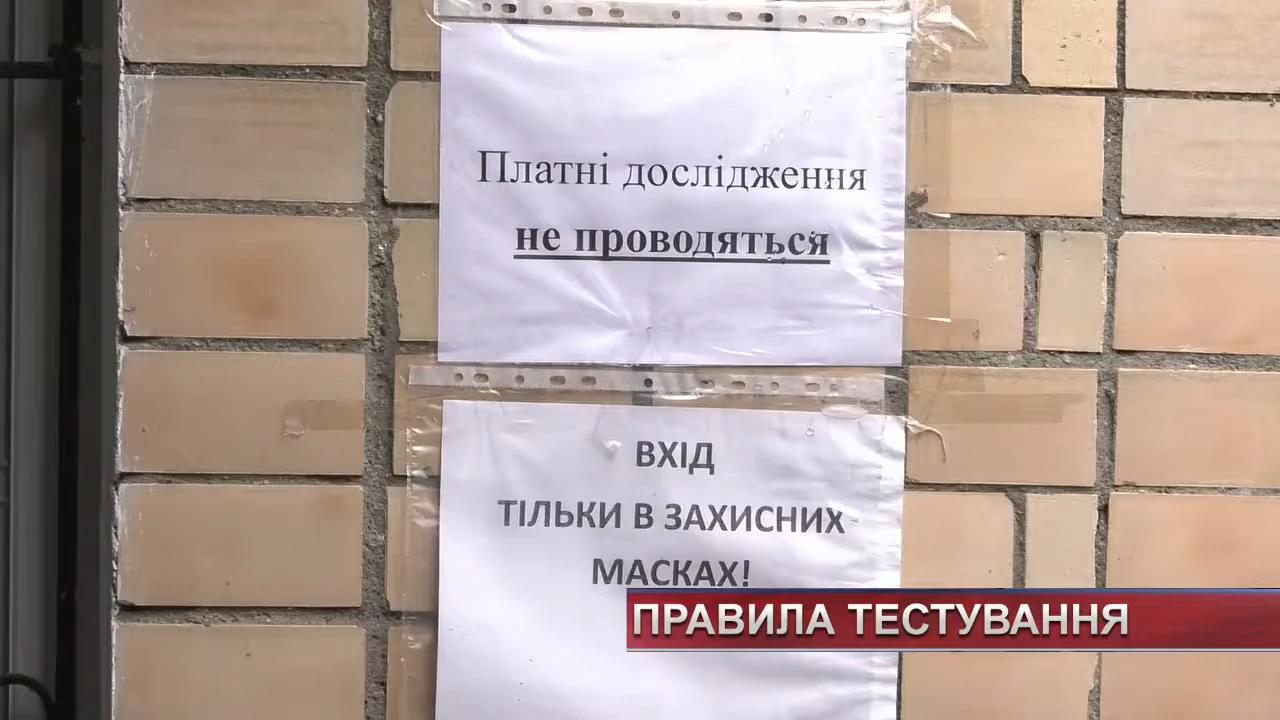 Платні дослідження
не проводяться
ВХІД
ТІЛЬКИ В ЗАХИСНИХ
МАСКАХ!
ПРАВИЛА ТЕСТУВАННЯ